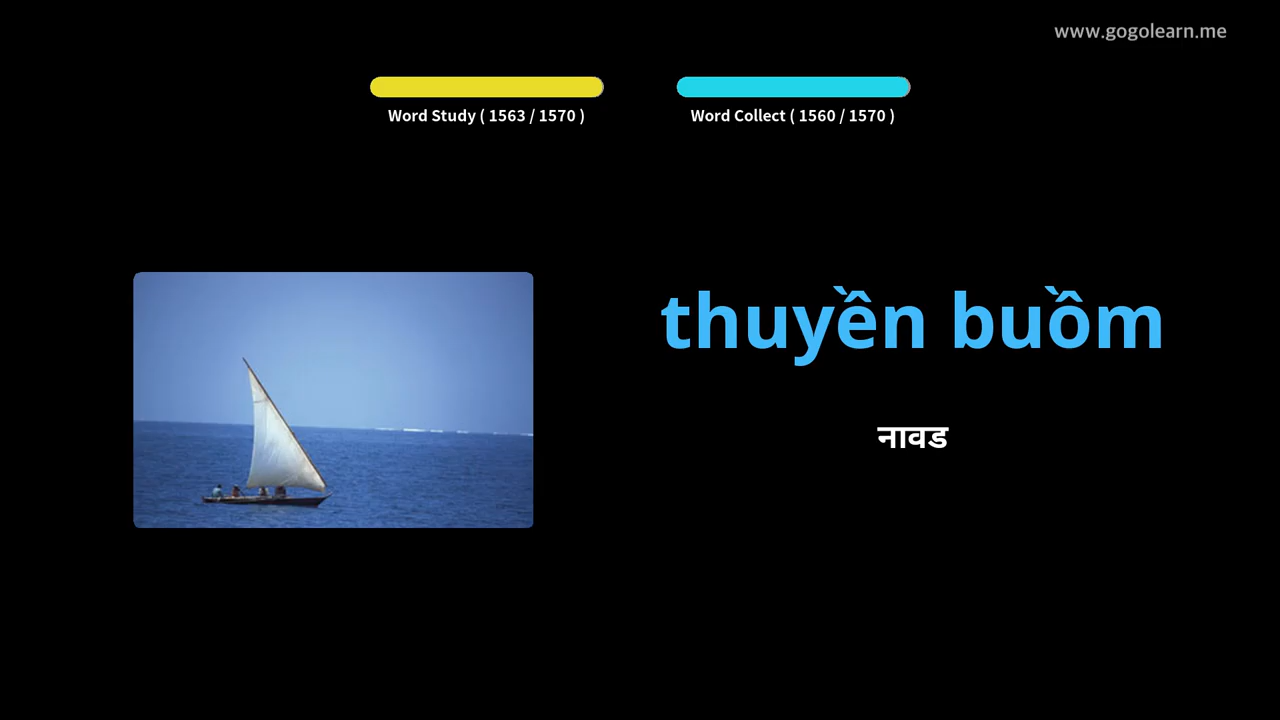 www.gogolearn.me
Word Study ( 1563 / 1570 )
Word Collect ( 1560 / 1570 )
thuyền buồm
नावड